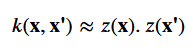 k(x, x') ≈ z(x). z(x')